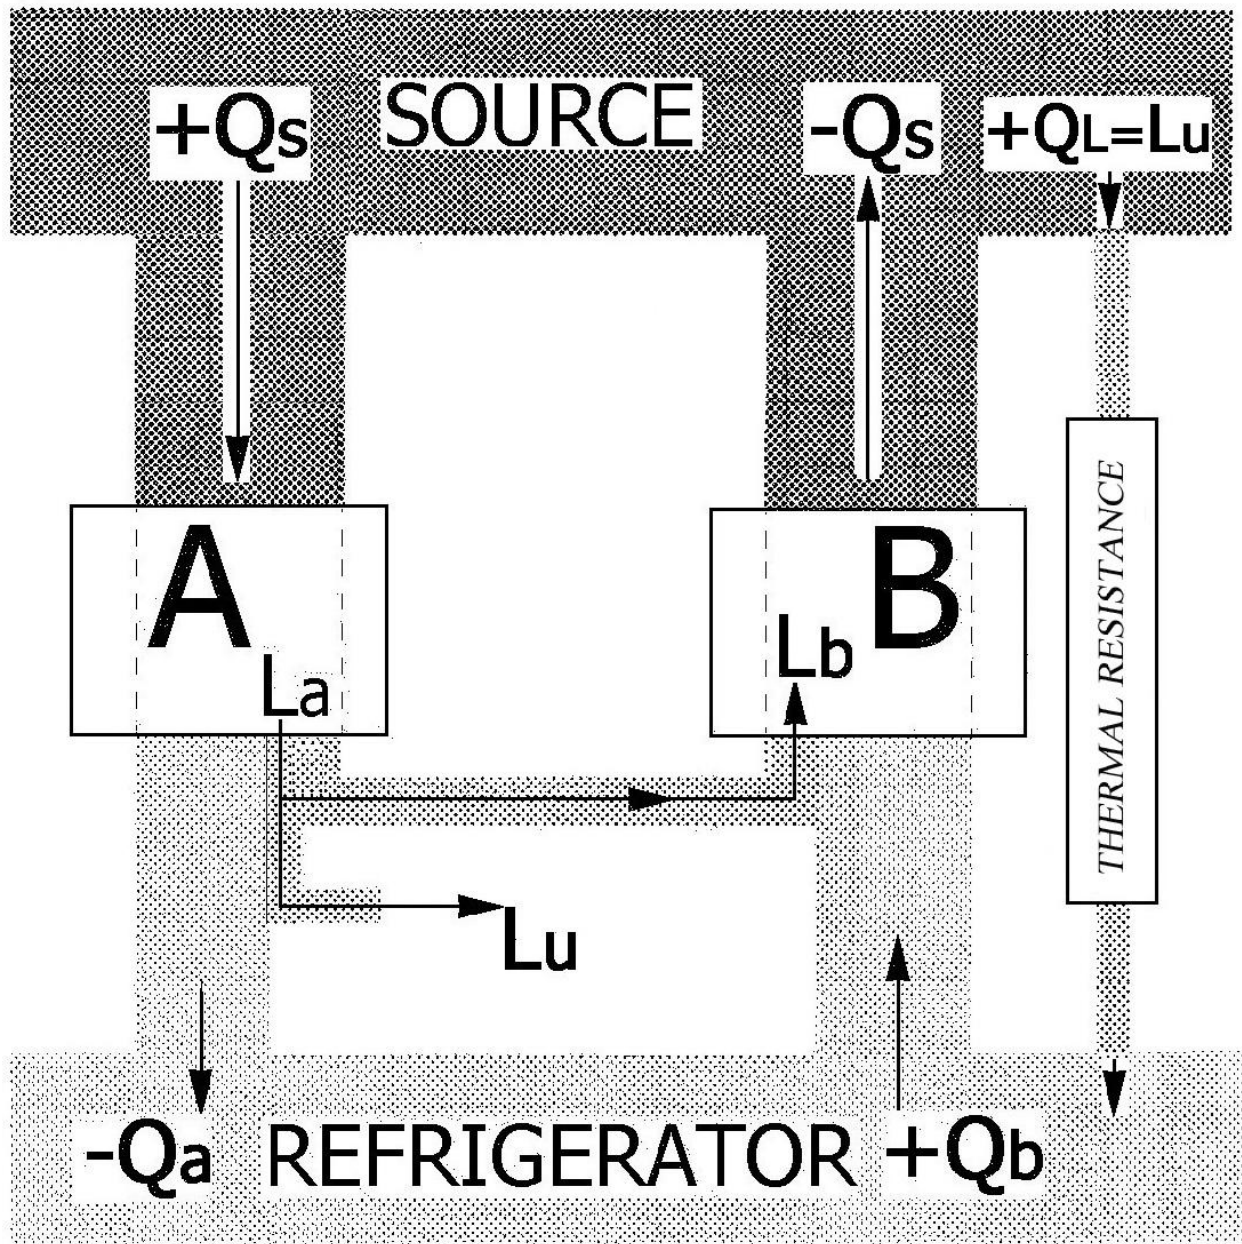 +Qs
SOURCE
-Qs
+QL=Lu
A
La
Lb
B
THERMAL RESISTANCE
Lu
-Qa
REFRIGERATOR
+Qb